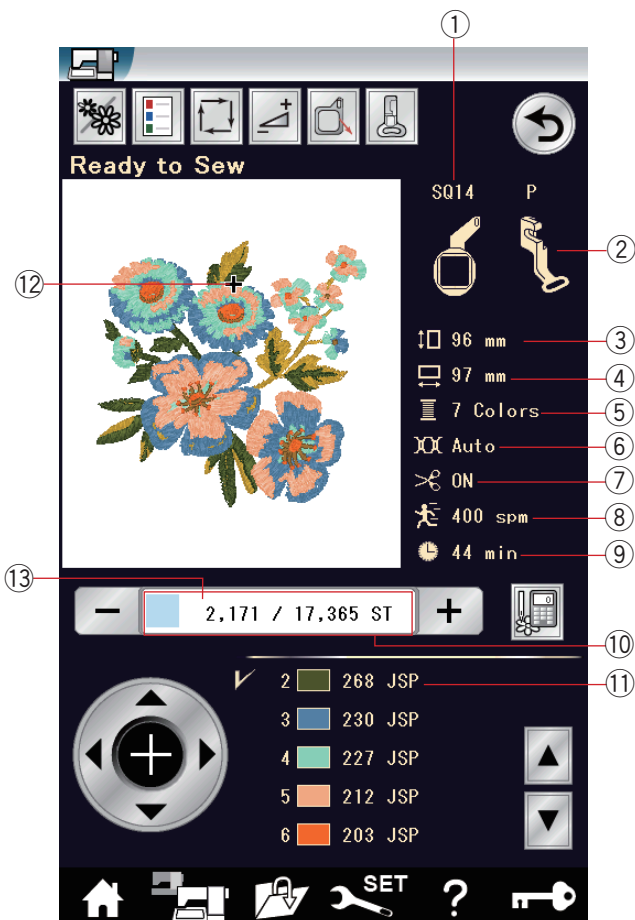 ①
Ready to Sew
SQ14 P
②
⑫
96 mm ③
97 mm ④
7 Colors ⑤
Auto ⑥
ON ⑦
400 spm ⑧
44 min ⑨
⑬
− 2,171 / 17,365 ST +
⑩
2 268 JSP ⑪
3 230 JSP
4 227 JSP
5 212 JSP
6 203 JSP
SET ?